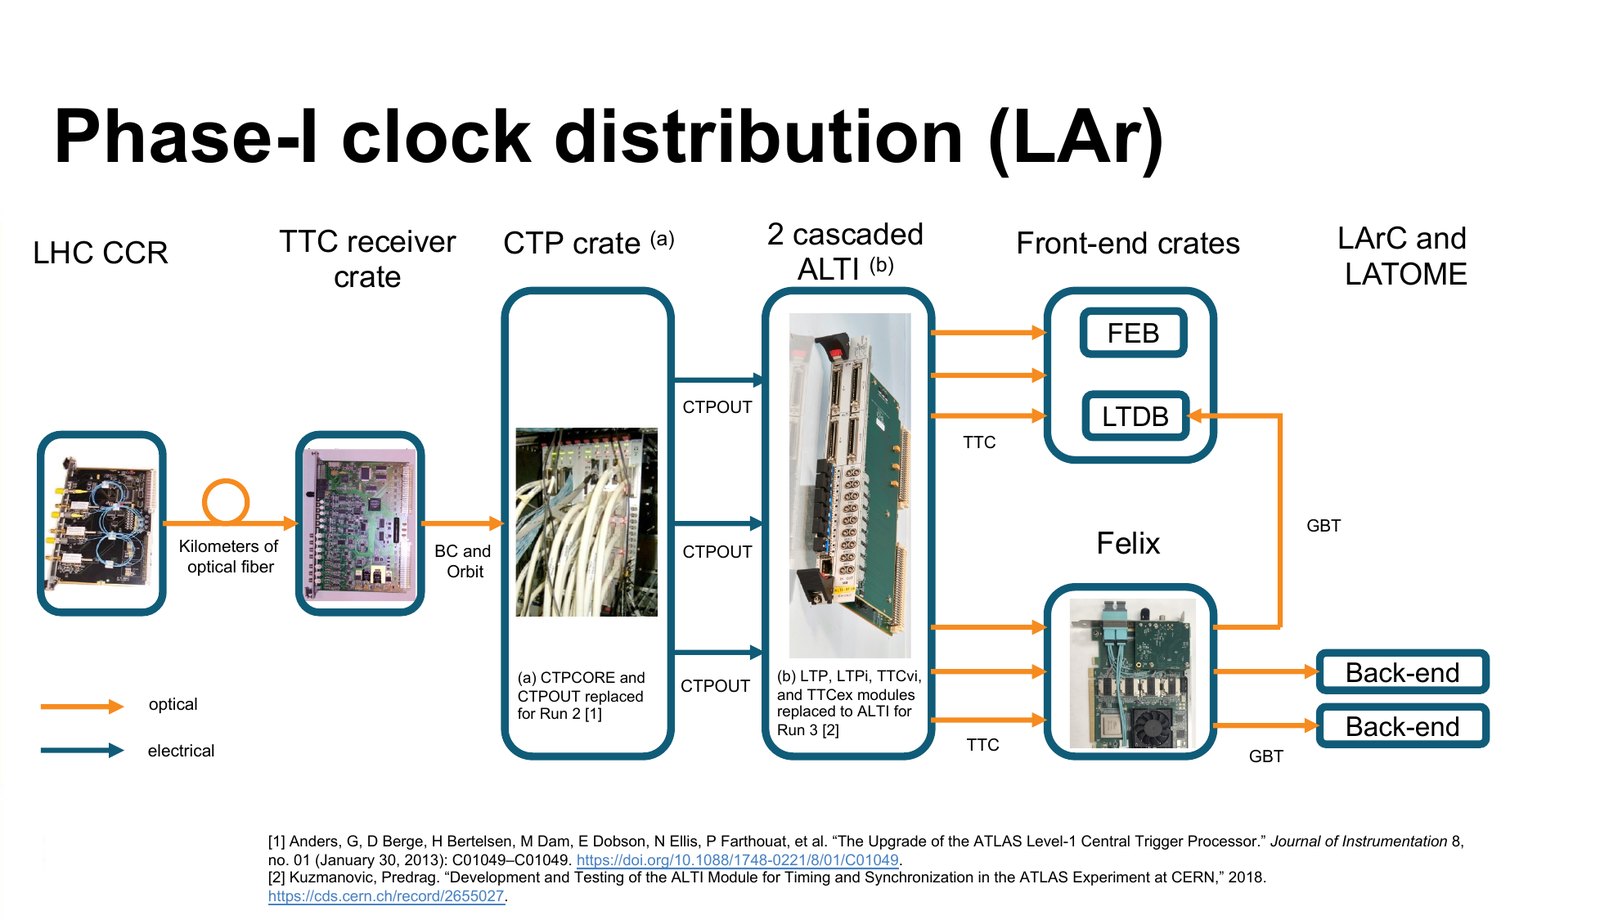 Phase-I clock distribution (LAr)
LHC CCR
TTC receiver
crate
CTP crate (a)
2 cascaded
ALTI (b)
Front-end crates
LArC and
LATOME
FEB
LTDB
CTPOUT
CTPOUT
CTPOUT
TTC
TTC
Kilometers of
optical fiber
BC and
Orbit
Felix
GBT
GBT
Back-end
Back-end
(a) CTPCORE and
CTPOUT replaced
for Run 2 [1]
(b) LTP, LTPi, TTCvi,
and TTCex modules
replaced to ALTI for
Run 3 [2]
optical
electrical
[1] Anders, G, D Berge, H Bertelsen, M Dam, E Dobson, N Ellis, P Farthouat, et al. “The Upgrade of the ATLAS Level-1 Central Trigger Processor.” Journal of Instrumentation 8,
no. 01 (January 30, 2013): C01049–C01049. https://doi.org/10.1088/1748-0221/8/01/C01049.
[2] Kuzmanovic, Predrag. “Development and Testing of the ALTI Module for Timing and Synchronization in the ATLAS Experiment at CERN,” 2018.
https://cds.cern.ch/record/2655027.